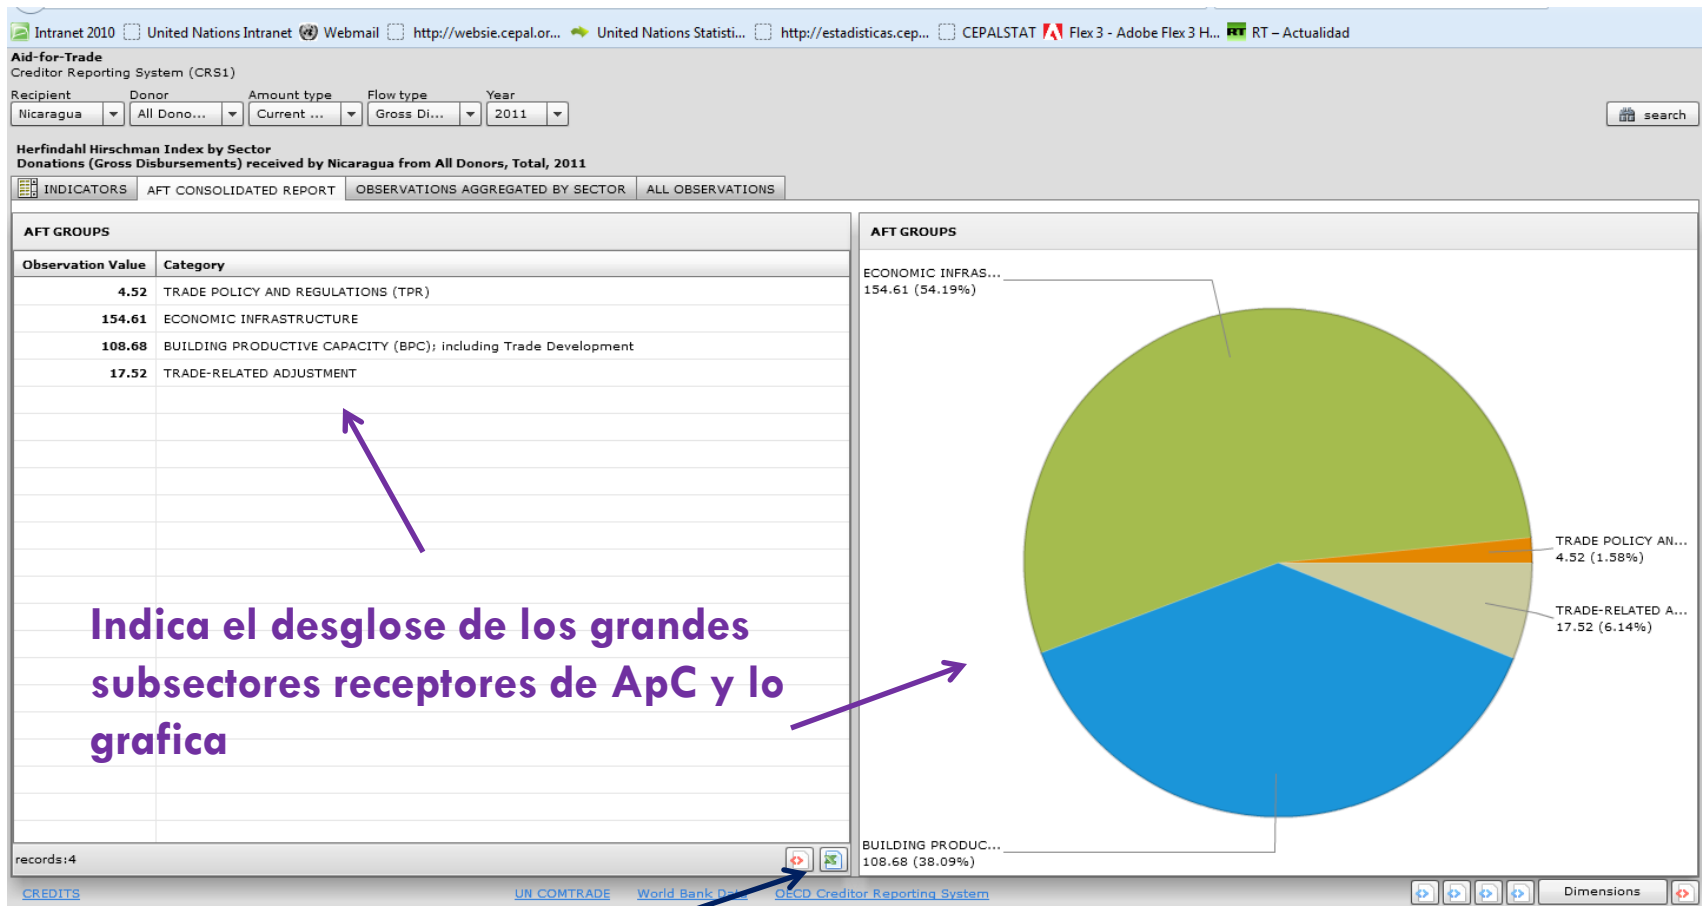 Intranet 2010 United Nations Intranet Webmail http://websie.cepal.or... United Nations Statisti... http://estadisticas.cep... CEPALSTAT Flex 3 - Adobe Flex 3 H... RT RT – Actualidad
Aid-for-Trade
Creditor Reporting System (CRS1)
Recipient Donor Amount type Flow type Year
Nicaragua All Dono... Current ... Gross Di... 2011 search
Herfindahl Hirschman Index by Sector
Donations (Gross Disbursements) received by Nicaragua from All Donors, Total, 2011
INDICATORS AFT CONSOLIDATED REPORT OBSERVATIONS AGGREGATED BY SECTOR ALL OBSERVATIONS
AFT GROUPS
Observation Value Category
4.52 TRADE POLICY AND REGULATIONS (TPR)
154.61 ECONOMIC INFRASTRUCTURE
108.68 BUILDING PRODUCTIVE CAPACITY (BPC); including Trade Development
17.52 TRADE-RELATED ADJUSTMENT
Indica el desglose de los grandes
subsectores receptores de ApC y lo
grafica
records:4
AFT GROUPS
ECONOMIC INFRAS...
154.61 (54.19%)
TRADE POLICY AN...
4.52 (1.58%)
TRADE-RELATED A...
17.52 (6.14%)
BUILDING PRODUC...
108.68 (38.09%)
CREDITS UN COMTRADE World Bank Data OECD Creditor Reporting System Dimensions